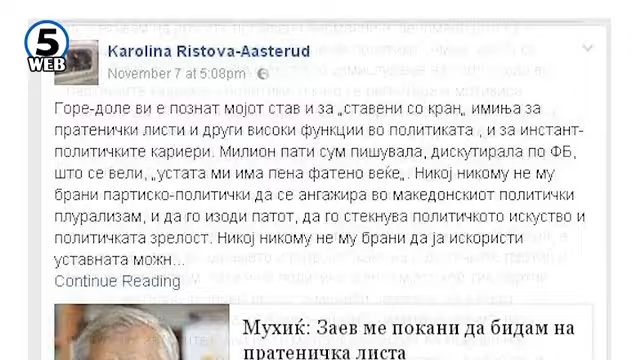 5
WEB
Karolina Ristova-Aasterud
November 7 at 5:08pm
Горе-доле ви е познат мојот став и за „ставени со кран„ имиња за
пратенички листи и други високи функции во политиката , и за инстант-
политичките кариери. Милион пати сум пишувала, дискутирала по ФБ,
што се вели, „устата ми има пена фатено веќе„. Никој никому не му
брани партиско-политички да се ангажира во македонскиот политички
плурализам, и да го изоди патот, да го стекнува политичкото искуство и
политичката зрелост. Никој никому не му брани да ја искористи
уставната можн...
Continue Reading
Мухиќ: Заев ме покани да бидам на
пратеничка листа